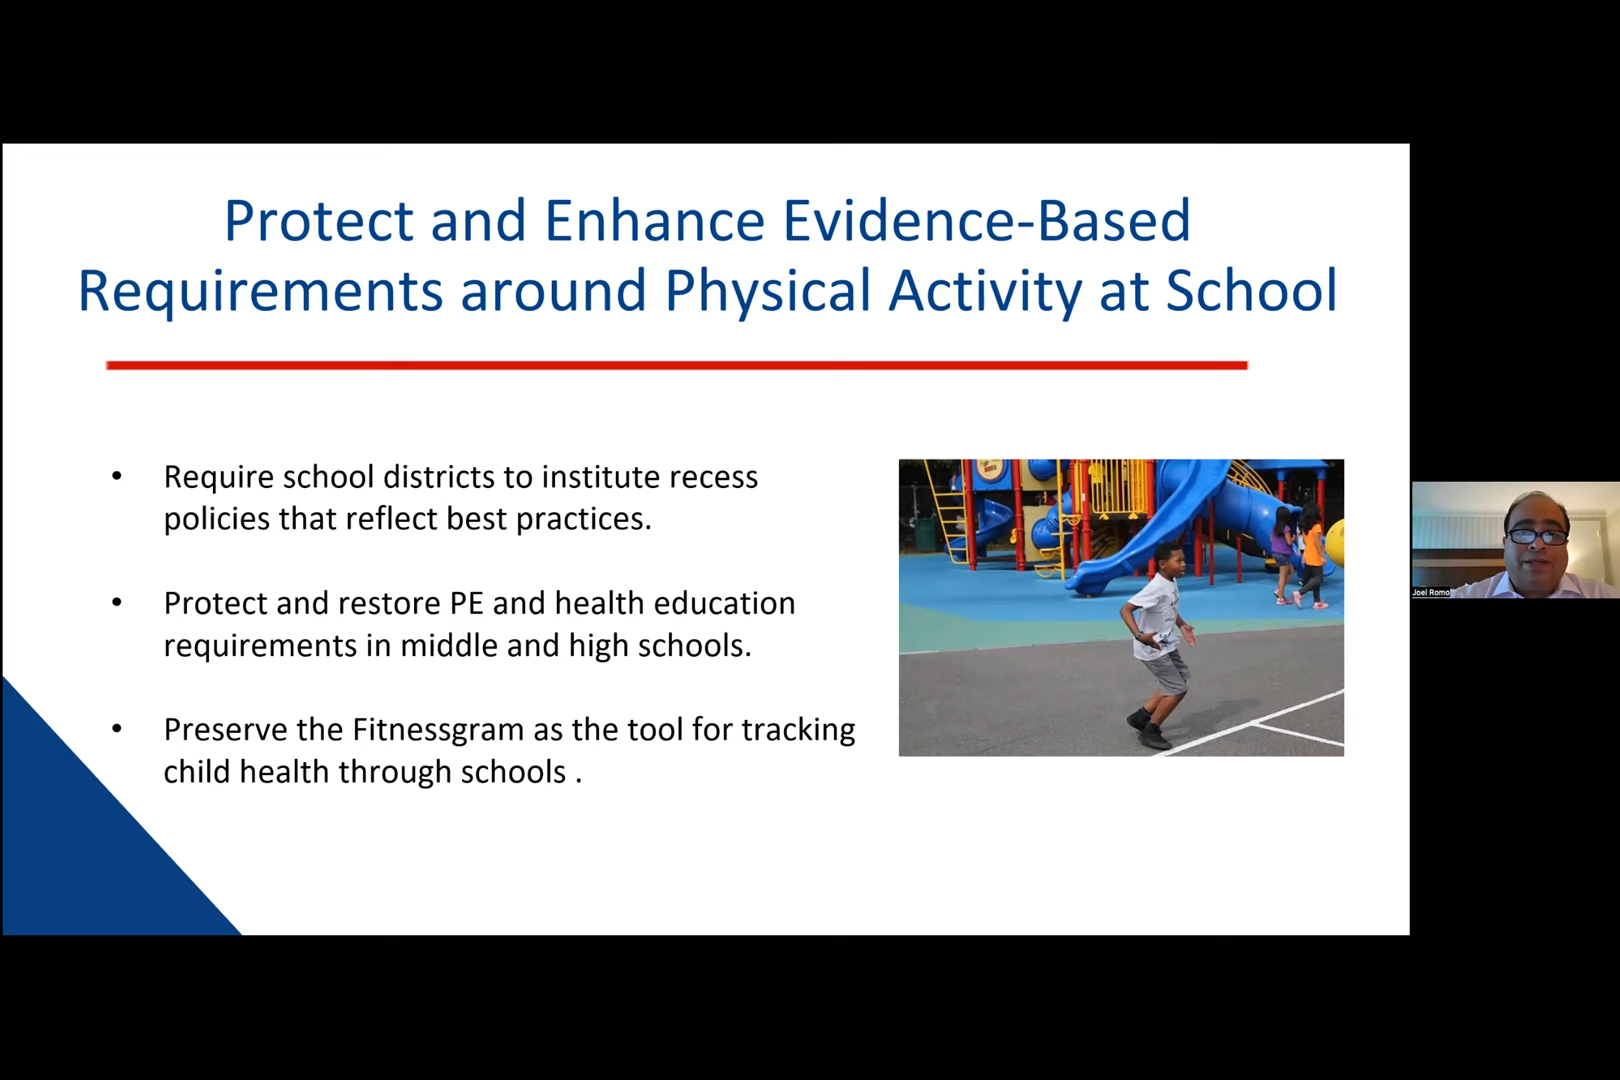 Protect and Enhance Evidence-Based
Requirements around Physical Activity at School
• Require school districts to institute recess
policies that reflect best practices.
• Protect and restore PE and health education
requirements in middle and high schools.
• Preserve the Fitnessgram as the tool for tracking
child health through schools .
Joel Romo